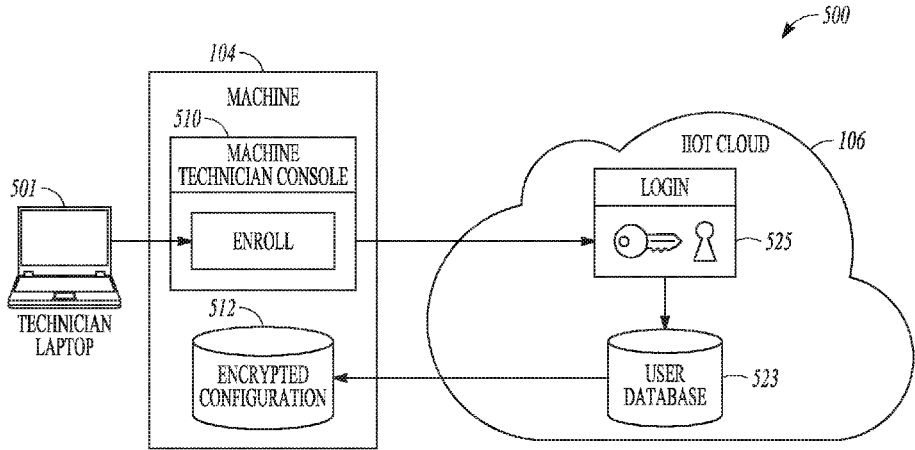 500
104
MACHINE
510
MACHINE
TECHNICIAN CONSOLE
ENROLL
501
TECHNICIAN
LAPTOP
512
ENCRYPTED
CONFIGURATION
IIOT CLOUD
106
LOGIN
525
USER
DATABASE
523